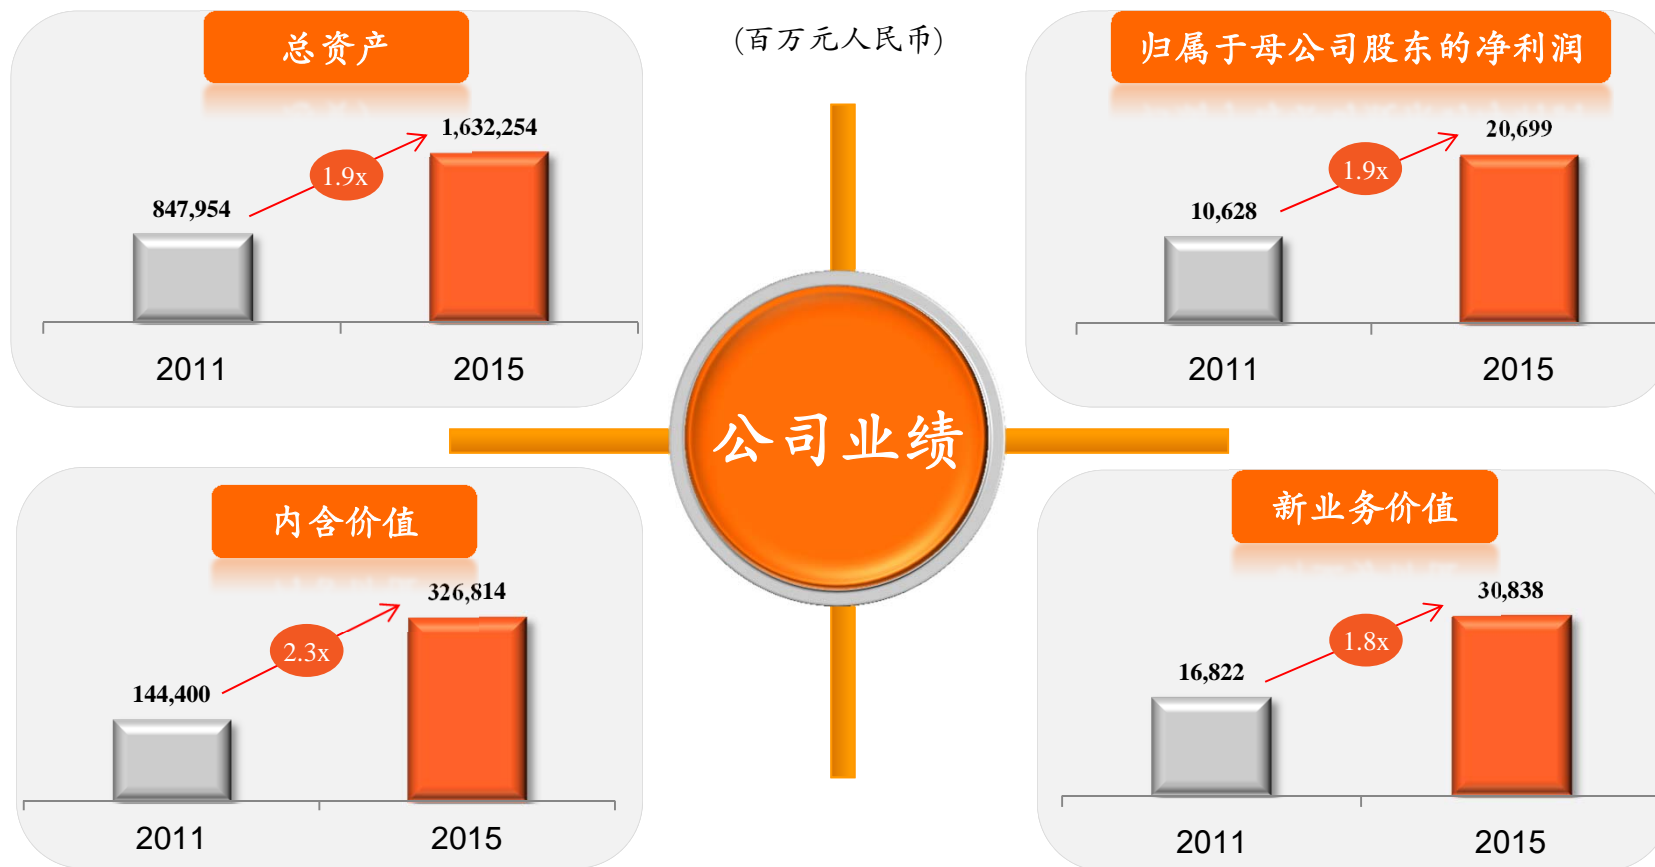 总资产
1,632,254
1.9x
847,954
2011
2015
(百万元人民币)
归属于母公司股东的净利润
20,699
1.9x
10,628
2011
2015
公司业绩
内含价值
326,814
2.3x
144,400
2011
2015
新业务价值
30,838
1.8x
16,822
2011
2015